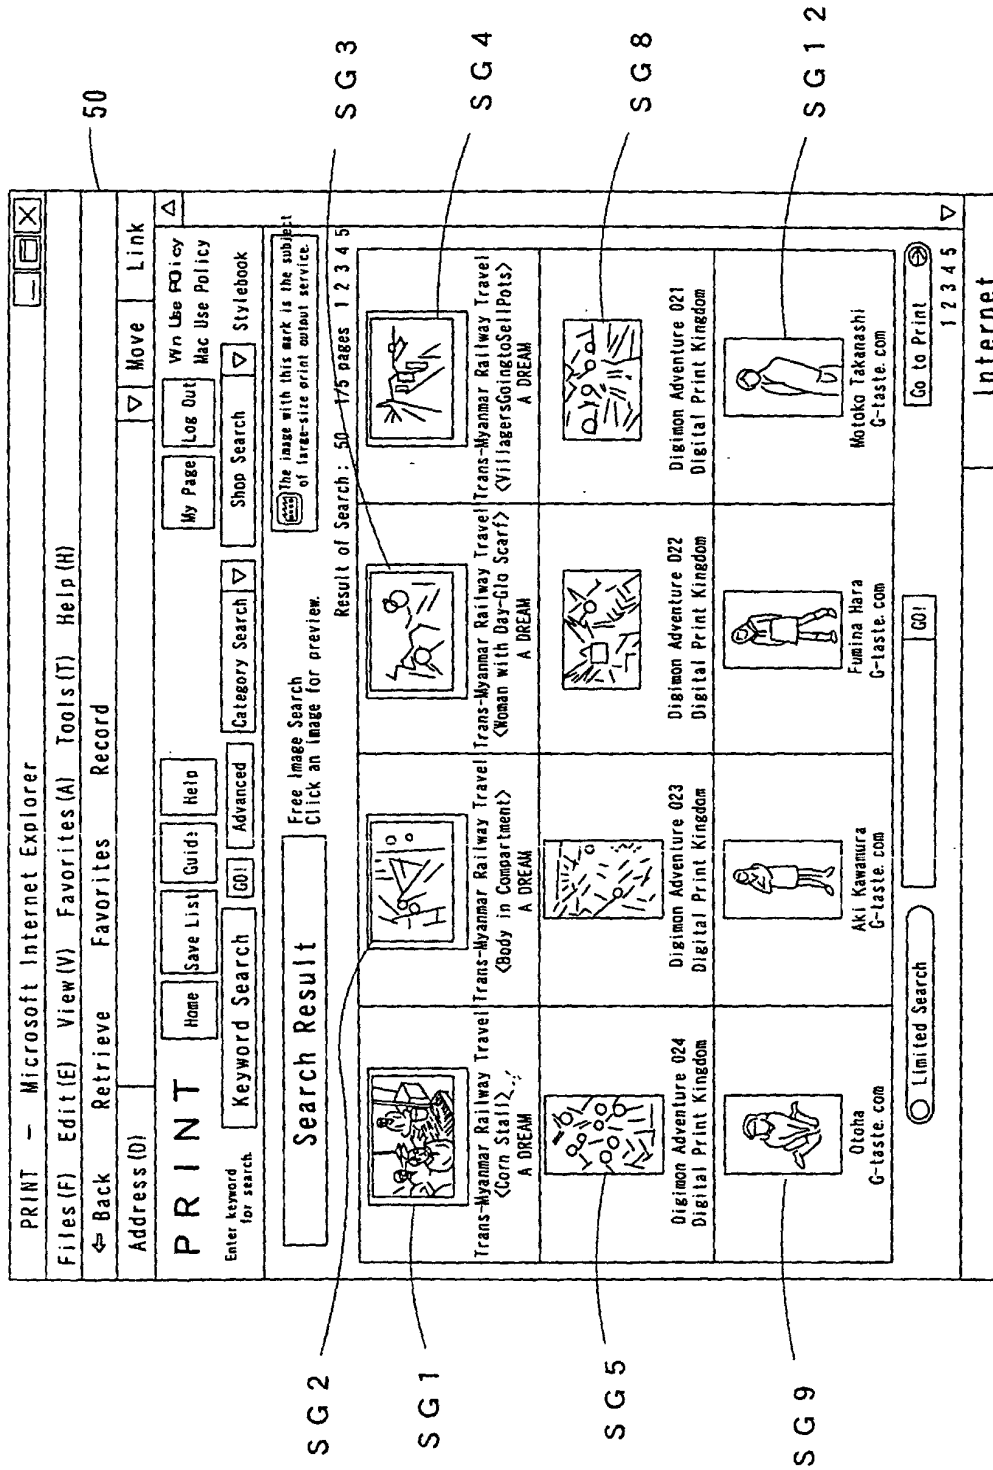 PRINT — Microsoft Internet Explorer
Files(F) Edit(E) View(V) Favorites(A) Tools(T) Help(H)
⇦ Back Retrieve Favorites Record
Address(D) ▽ Move Link
PRINT
Home Save List Guide Help My Page Log Out
Win Use Policy
Mac Use Policy
Enter keyword
for search.
Keyword Search GO! Advanced Category Search ▽ Shop Search ▽ Stylebook
Search Result
Free Image Search
Click an image for preview.
The image with this mark is the subject
of large-size print output service.
Result of Search: 50 1/5 pages 1 2 3 4 5
Trans-Myanmar Railway Travel
<Corn Stall>
A DREAM
Trans-Myanmar Railway Travel
<Body in Compartment>
A DREAM
Trans-Myanmar Railway Travel
<Woman with Day-Glo Scarf>
A DREAM
Trans-Myanmar Railway Travel
<VillagersGoingtoSellPots>
A DREAM
Digimon Adventure 024
Digital Print Kingdom
Digimon Adventure 023
Digital Print Kingdom
Digimon Adventure 022
Digital Print Kingdom
Digimon Adventure 021
Digital Print Kingdom
Otoha
G-taste.com
Aki Kawamura
G-taste.com
Fumina Hara
G-taste.com
Motoko Takanashi
G-taste.com
Limited Search GO! Go to Print
1 2 3 4 5
Internet
50
SG3
SG4
SG8
SG12
SG2
SG1
SG5
SG9